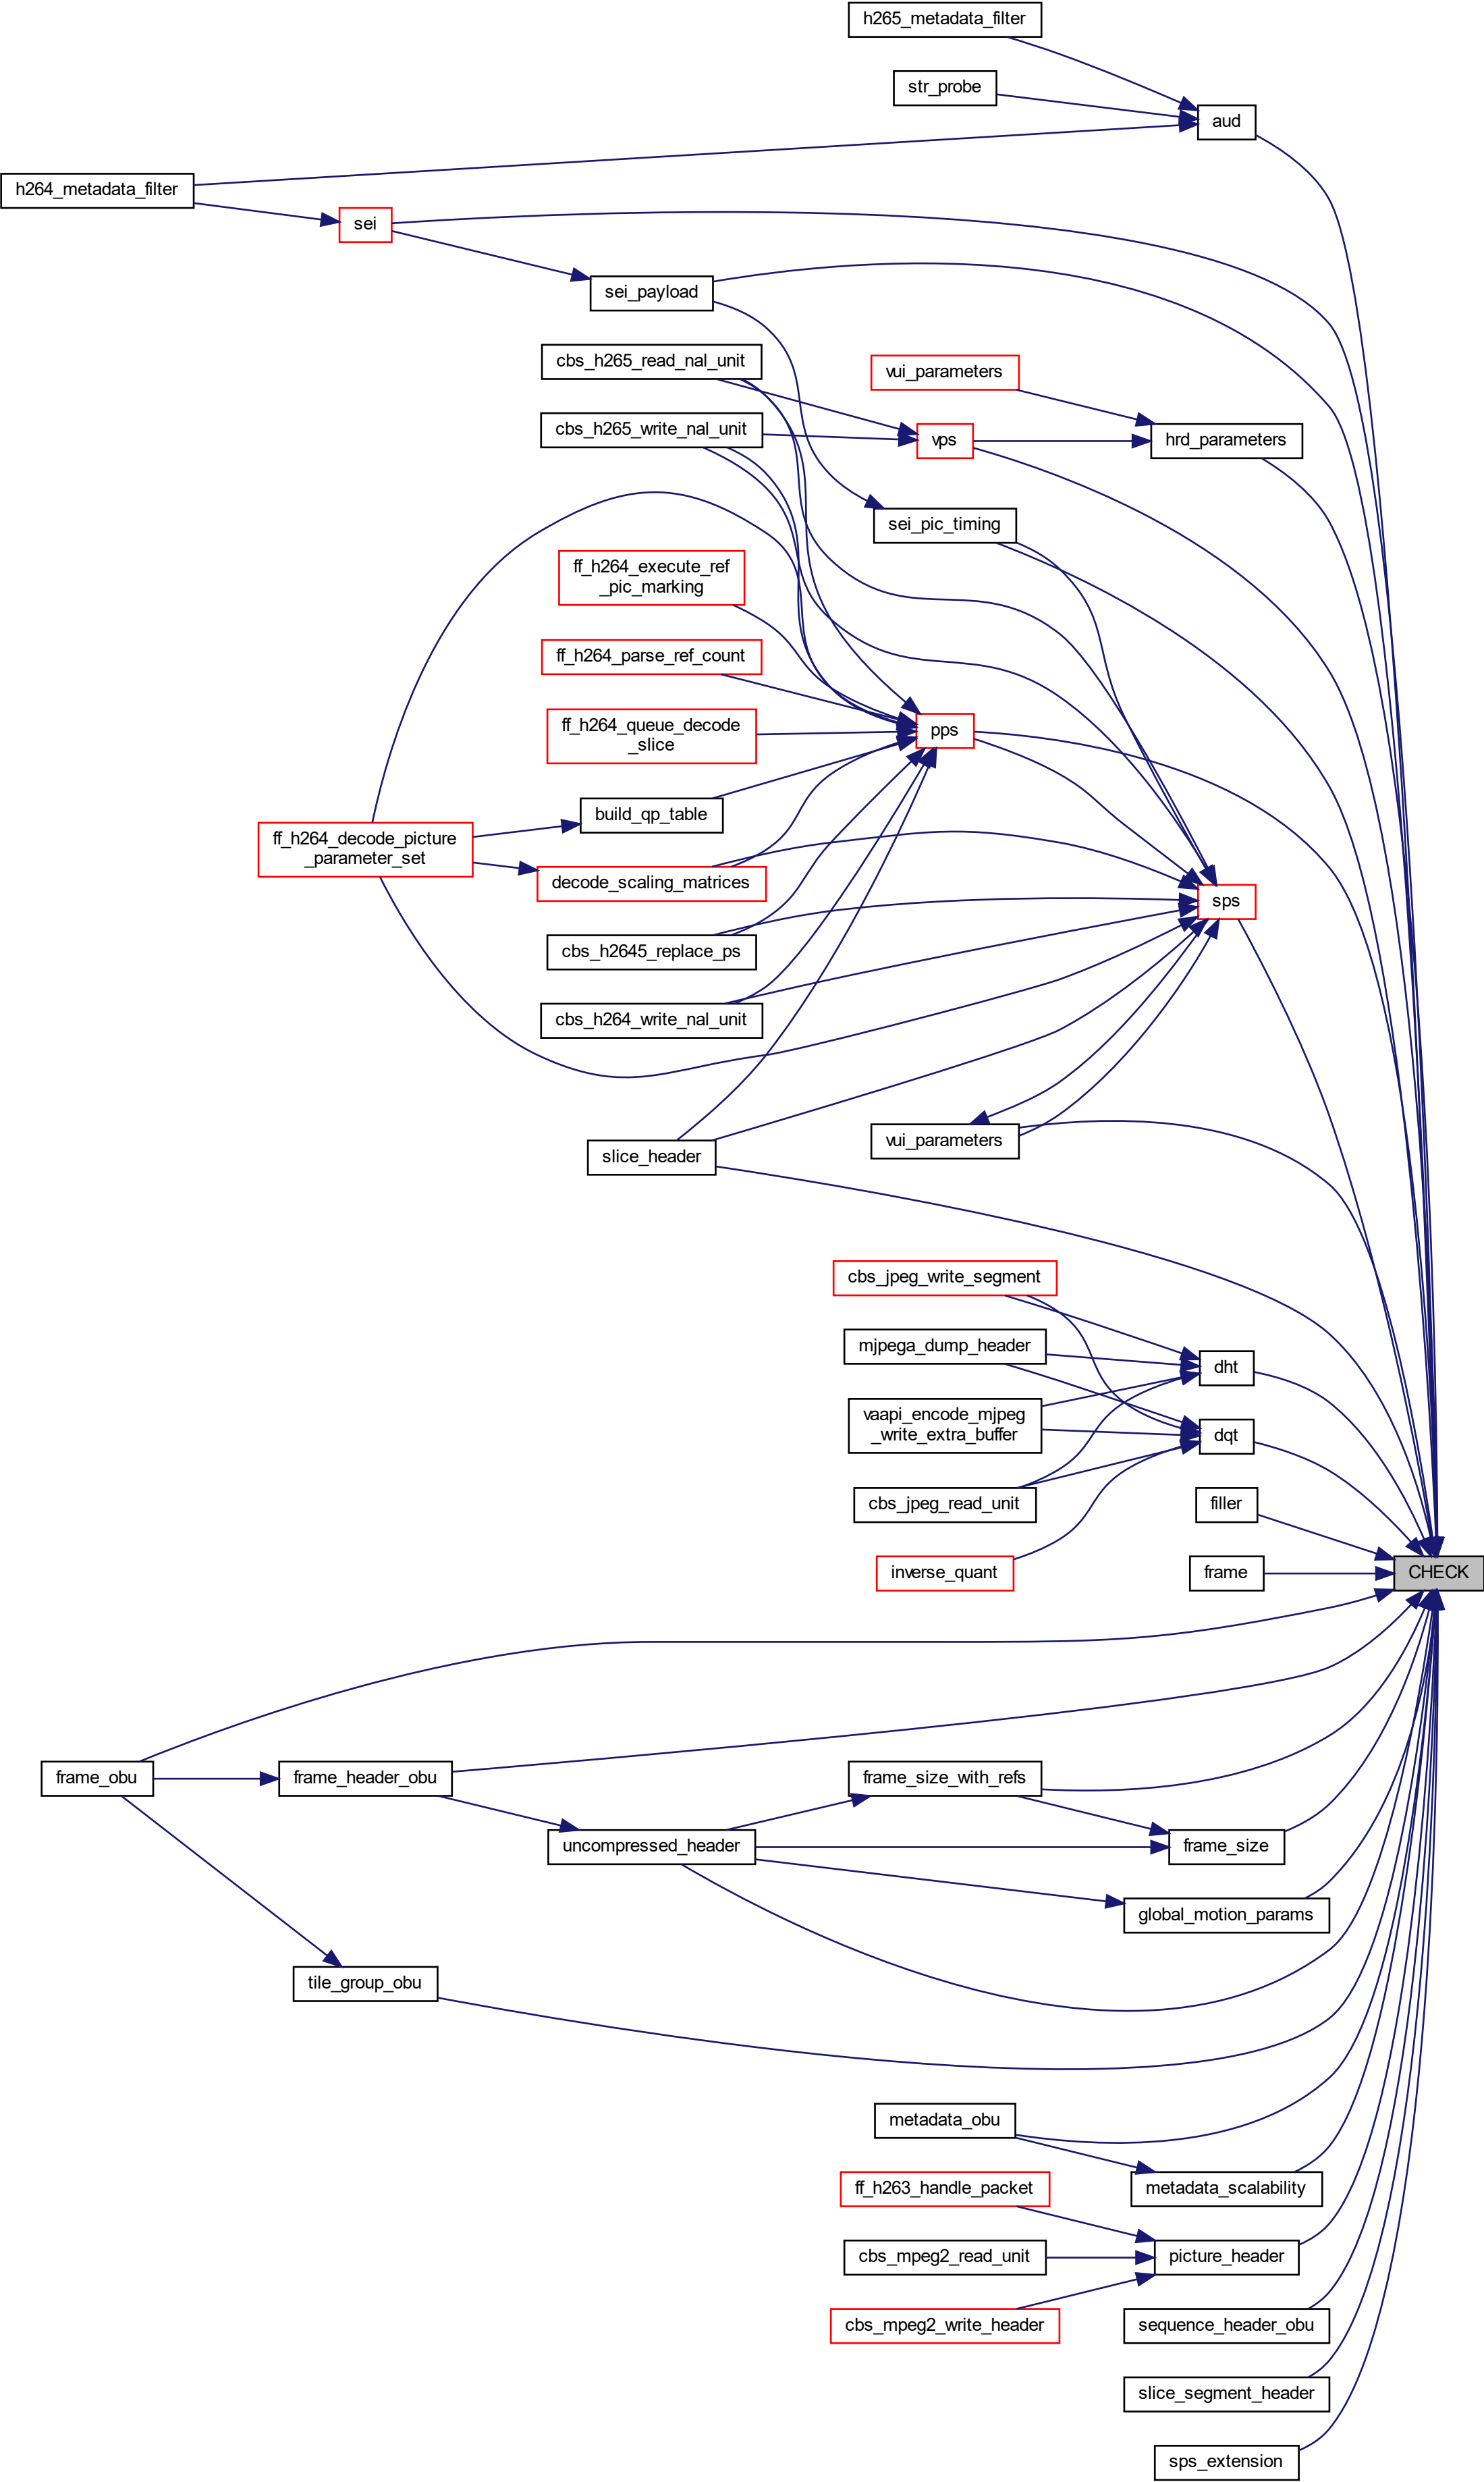 h265_metadata_filter
str_probe
aud
h264_metadata_filter
sei
sei_payload
cbs_h265_read_nal_unit
vui_parameters
cbs_h265_write_nal_unit
vps
hrd_parameters
sei_pic_timing
ff_h264_execute_ref
_pic_marking
ff_h264_parse_ref_count
ff_h264_queue_decode
_slice
pps
build_qp_table
ff_h264_decode_picture
_parameter_set
decode_scaling_matrices
sps
cbs_h2645_replace_ps
cbs_h264_write_nal_unit
vui_parameters
slice_header
cbs_jpeg_write_segment
mjpega_dump_header
dht
vaapi_encode_mjpeg
_write_extra_buffer
dqt
cbs_jpeg_read_unit
filler
inverse_quant
frame
CHECK
frame_obu
frame_header_obu
frame_size_with_refs
uncompressed_header
frame_size
global_motion_params
tile_group_obu
metadata_obu
metadata_scalability
ff_h263_handle_packet
cbs_mpeg2_read_unit
picture_header
cbs_mpeg2_write_header
sequence_header_obu
slice_segment_header
sps_extension